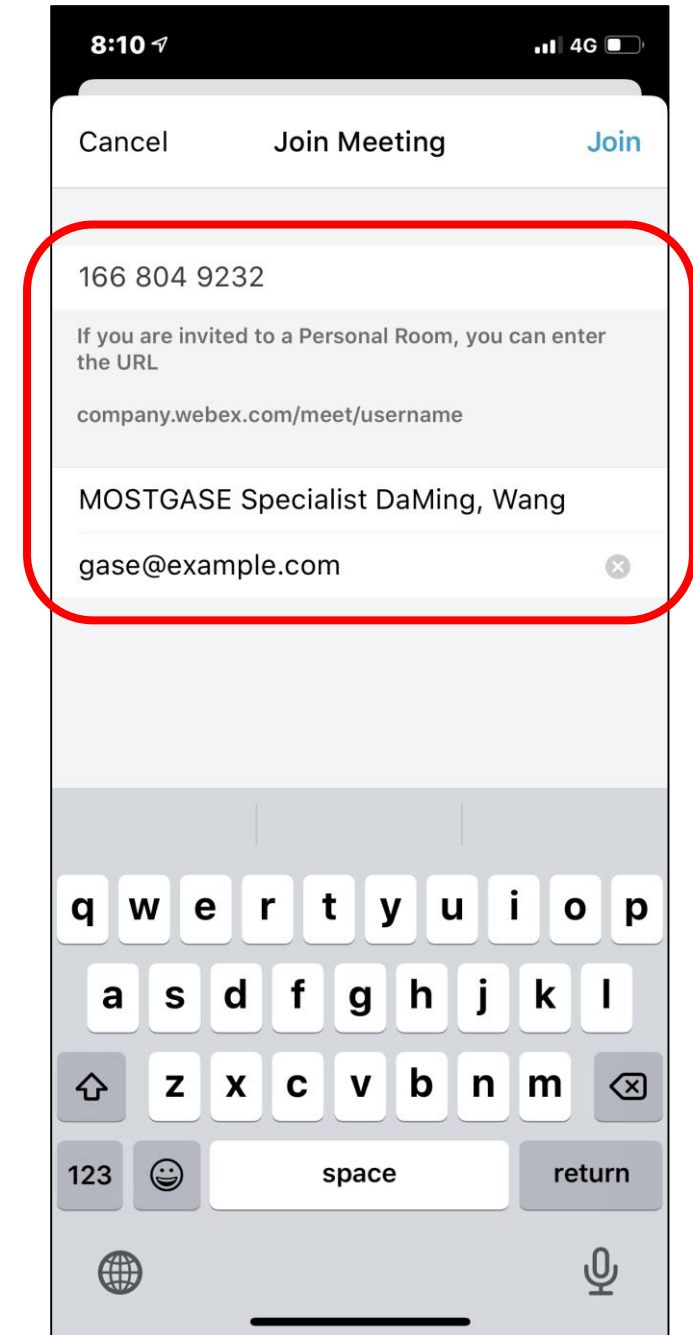 8:10 4G
Cancel Join Meeting Join
166 804 9232
If you are invited to a Personal Room, you can enter
the URL
company.webex.com/meet/username
MOSTGASE Specialist DaMing, Wang
gase@example.com
q w e r t y u i o p
a s d f g h j k l
z x c v b n m
123 space return